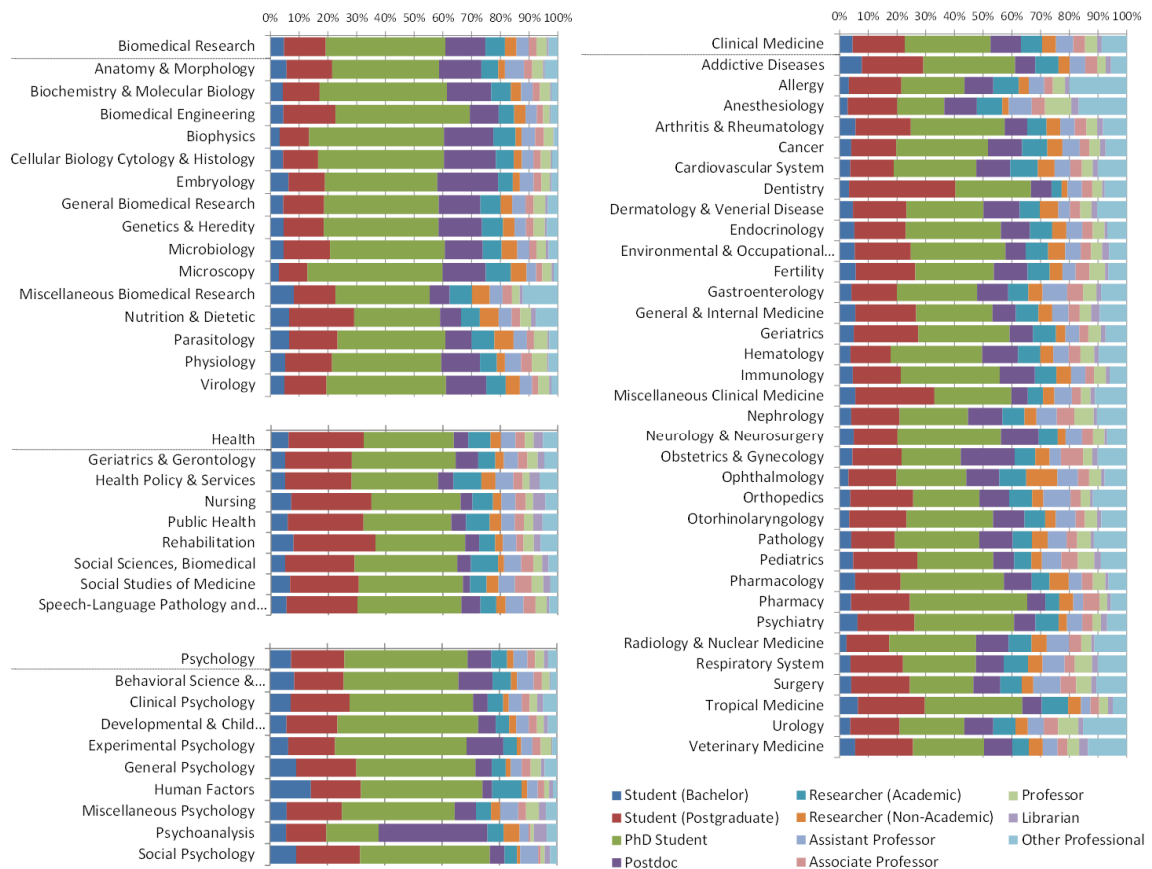 0% 10% 20% 30% 40% 50% 60% 70% 80% 90% 100%
Biomedical Research
Anatomy & Morphology
Biochemistry & Molecular Biology
Biomedical Engineering
Biophysics
Cellular Biology Cytology & Histology
Embryology
General Biomedical Research
Genetics & Heredity
Microbiology
Microscopy
Miscellaneous Biomedical Research
Nutrition & Dietetic
Parasitology
Physiology
Virology
Health
Geriatrics & Gerontology
Health Policy & Services
Nursing
Public Health
Rehabilitation
Social Sciences, Biomedical
Social Studies of Medicine
Speech-Language Pathology and...
Psychology
Behavioral Science &...
Clinical Psychology
Developmental & Child...
Experimental Psychology
General Psychology
Human Factors
Miscellaneous Psychology
Psychoanalysis
Social Psychology
0% 10% 20% 30% 40% 50% 60% 70% 80% 90% 100%
Clinical Medicine
Addictive Diseases
Allergy
Anesthesiology
Arthritis & Rheumatology
Cancer
Cardiovascular System
Dentistry
Dermatology & Venerial Disease
Endocrinology
Environmental & Occupational...
Fertility
Gastroenterology
General & Internal Medicine
Geriatrics
Hematology
Immunology
Miscellaneous Clinical Medicine
Nephrology
Neurology & Neurosurgery
Obstetrics & Gynecology
Ophthalmology
Orthopedics
Otorhinolaryngology
Pathology
Pediatrics
Pharmacology
Pharmacy
Psychiatry
Radiology & Nuclear Medicine
Respiratory System
Surgery
Tropical Medicine
Urology
Veterinary Medicine
Student (Bachelor)
Student (Postgraduate)
PhD Student
Postdoc
Researcher (Academic)
Researcher (Non-Academic)
Assistant Professor
Associate Professor
Professor
Librarian
Other Professional